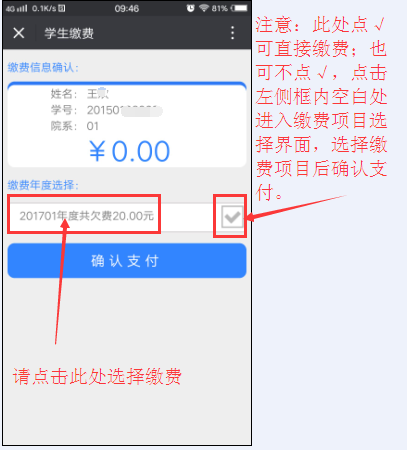 4G 0.1K/s 09:46 81%
学生缴费
缴费信息确认：
姓名：王
学号：20150
院系：01
￥0.00
缴费年度选择：
201701年度共欠费20.00元
确认支付
请点击此处选择缴费
注意：此处点√
可直接缴费；也
可不点√，点击
左侧框内空白处
进入缴费项目选
择界面，选择缴
费项目后确认支
付。